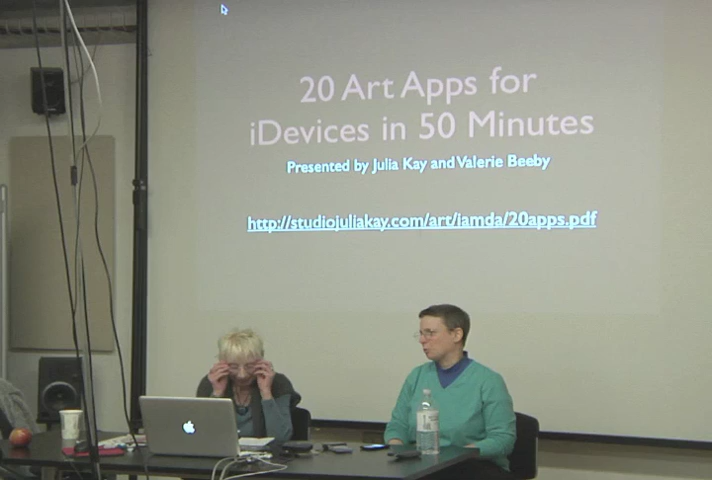 20 Art Apps for
iDevices in 50 Minutes
Presented by Julia Kay and Valerie Beeby
http://studiojuliakay.com/art/iamda/20apps.pdf